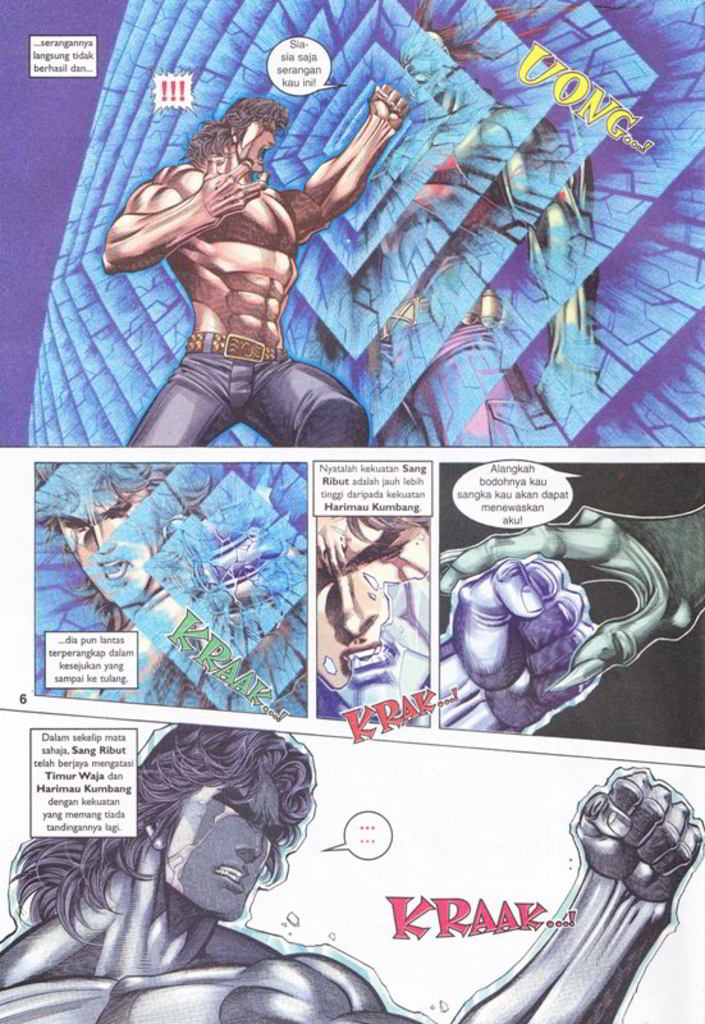 ...serangannya
langsung tidak
berhasil dan...
!!!
Sia-
sia saja
serangan
kau ini!
UONG...!
...dia pun lantas
terperangkap dalam
kesejukan yang
sampai ke tulang.
KRAAK...!
Nyatalah kekuatan Sang
Ribut adalah jauh lebih
tinggi daripada kekuatan
Harimau Kumbang.
KRAK...!
Alangkah
bodohnya kau
sangka kau akan dapat
menewaskan
aku!
6
Dalam sekelip mata
sahaja, Sang Ribut
telah berjaya mengatasi
Timur Waja dan
Harimau Kumbang
dengan kekuatan
yang memang tiada
tandingannya lagi.
...
...
KRAAK...!